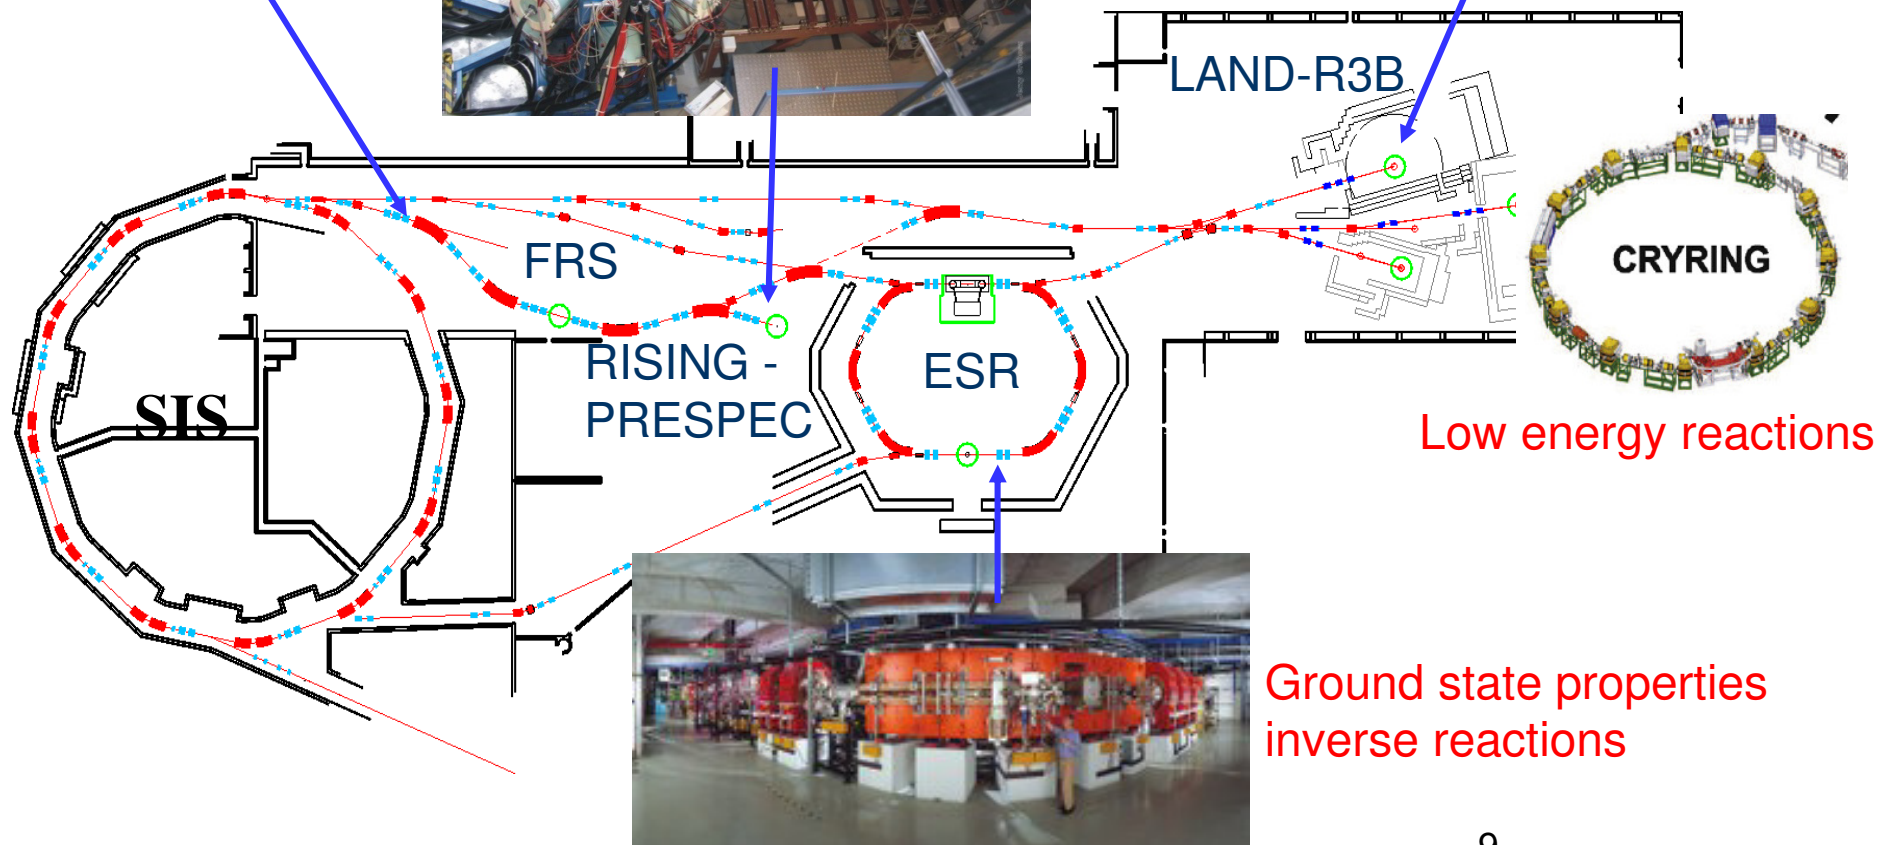 LAND-R3B
FRS
CRYRING
RISING -
PRESPEC
ESR
SIS
Low energy reactions
Ground state properties
inverse reactions